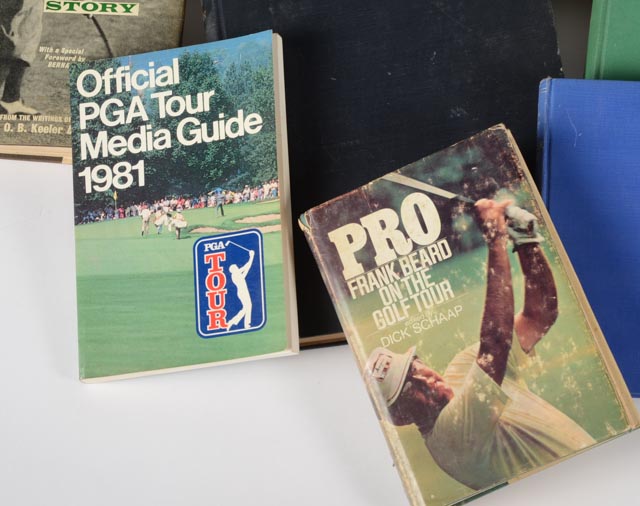 STORY
With a Special
Foreword by
FROM THE WRITINGS OF
O. B. Keeler
Official
PGA Tour
Media Guide
1981
PGA
TOUR
PRO
FRANK BEARD
ON THE
GOLF TOUR
DICK SCHAAP